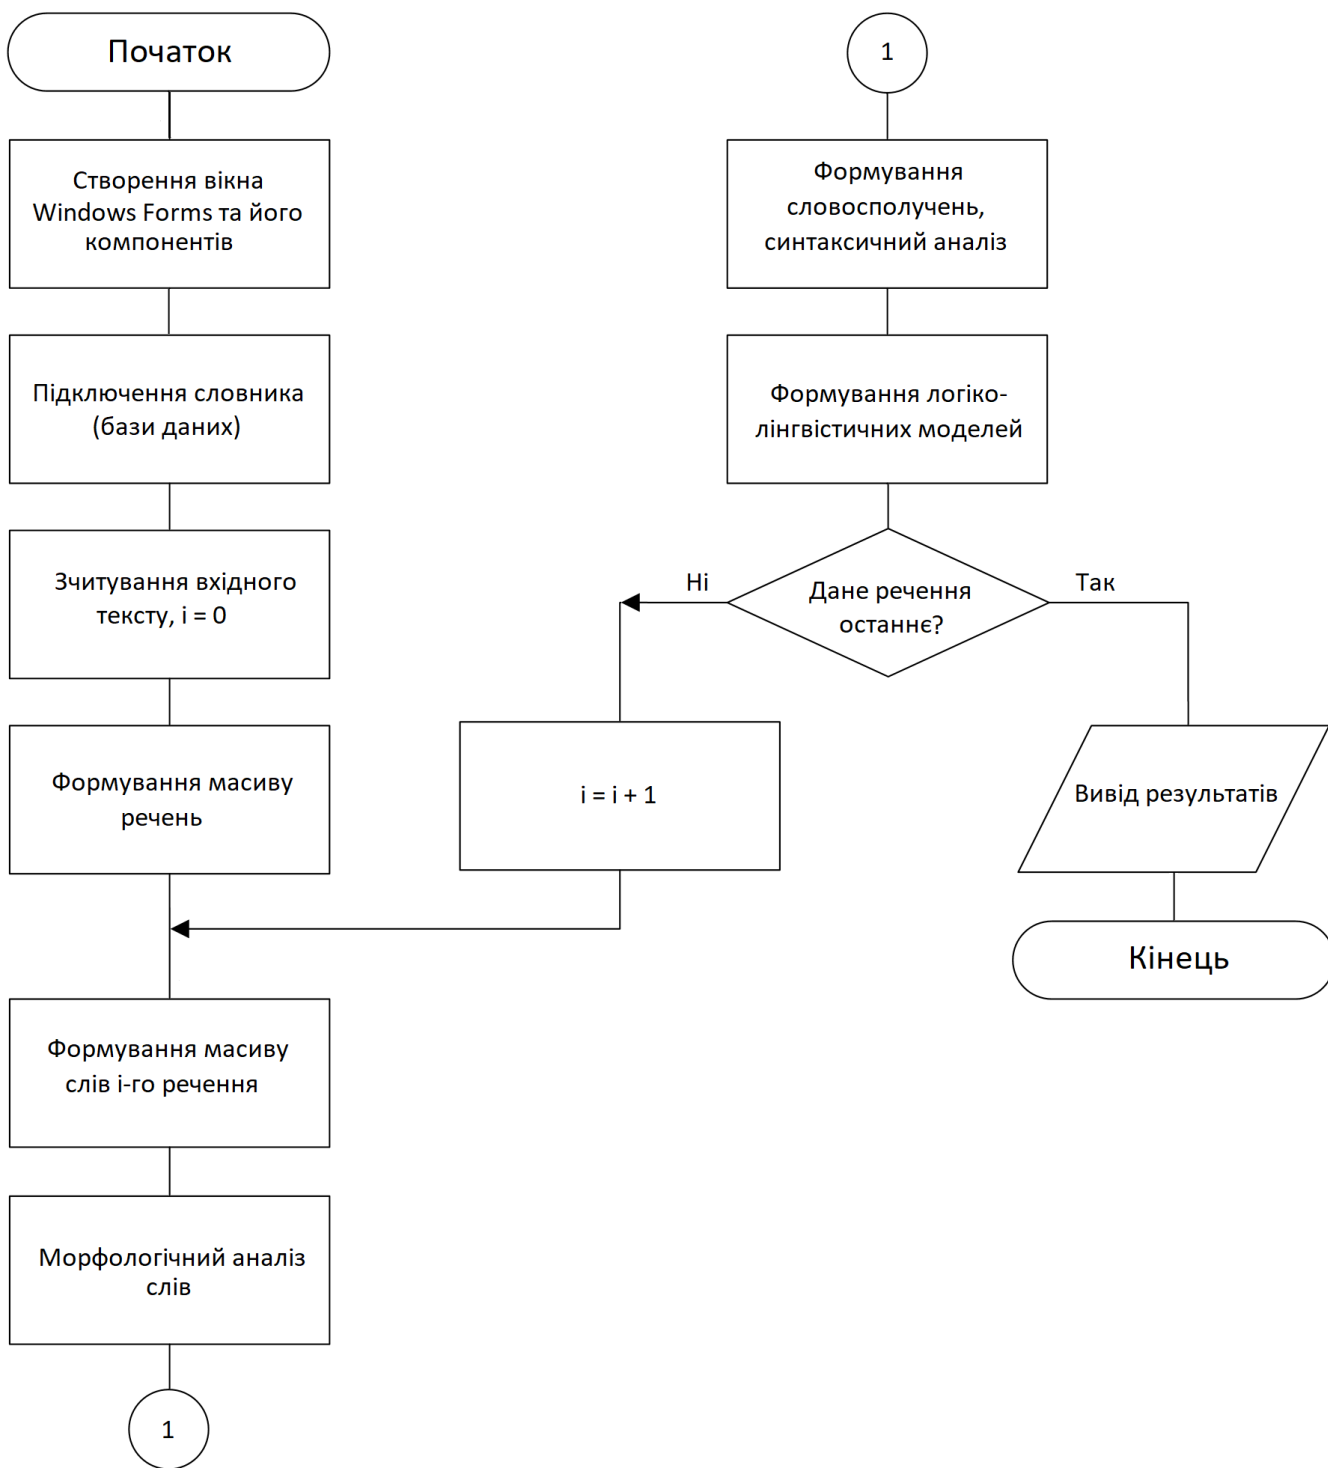 Початок
Створення вікна
Windows Forms та його
компонентів
Підключення словника
(бази даних)
Зчитування вхідного
тексту, i = 0
Формування масиву
речень
Формування масиву
слів i-го речення
Морфологічний аналіз
слів
1
1
Формування
словосполучень,
синтаксичний аналіз
Формування логіко-
лінгвістичних моделей
Дане речення
останнє?
Ні
Так
i = i + 1
Вивід результатів
Кінець